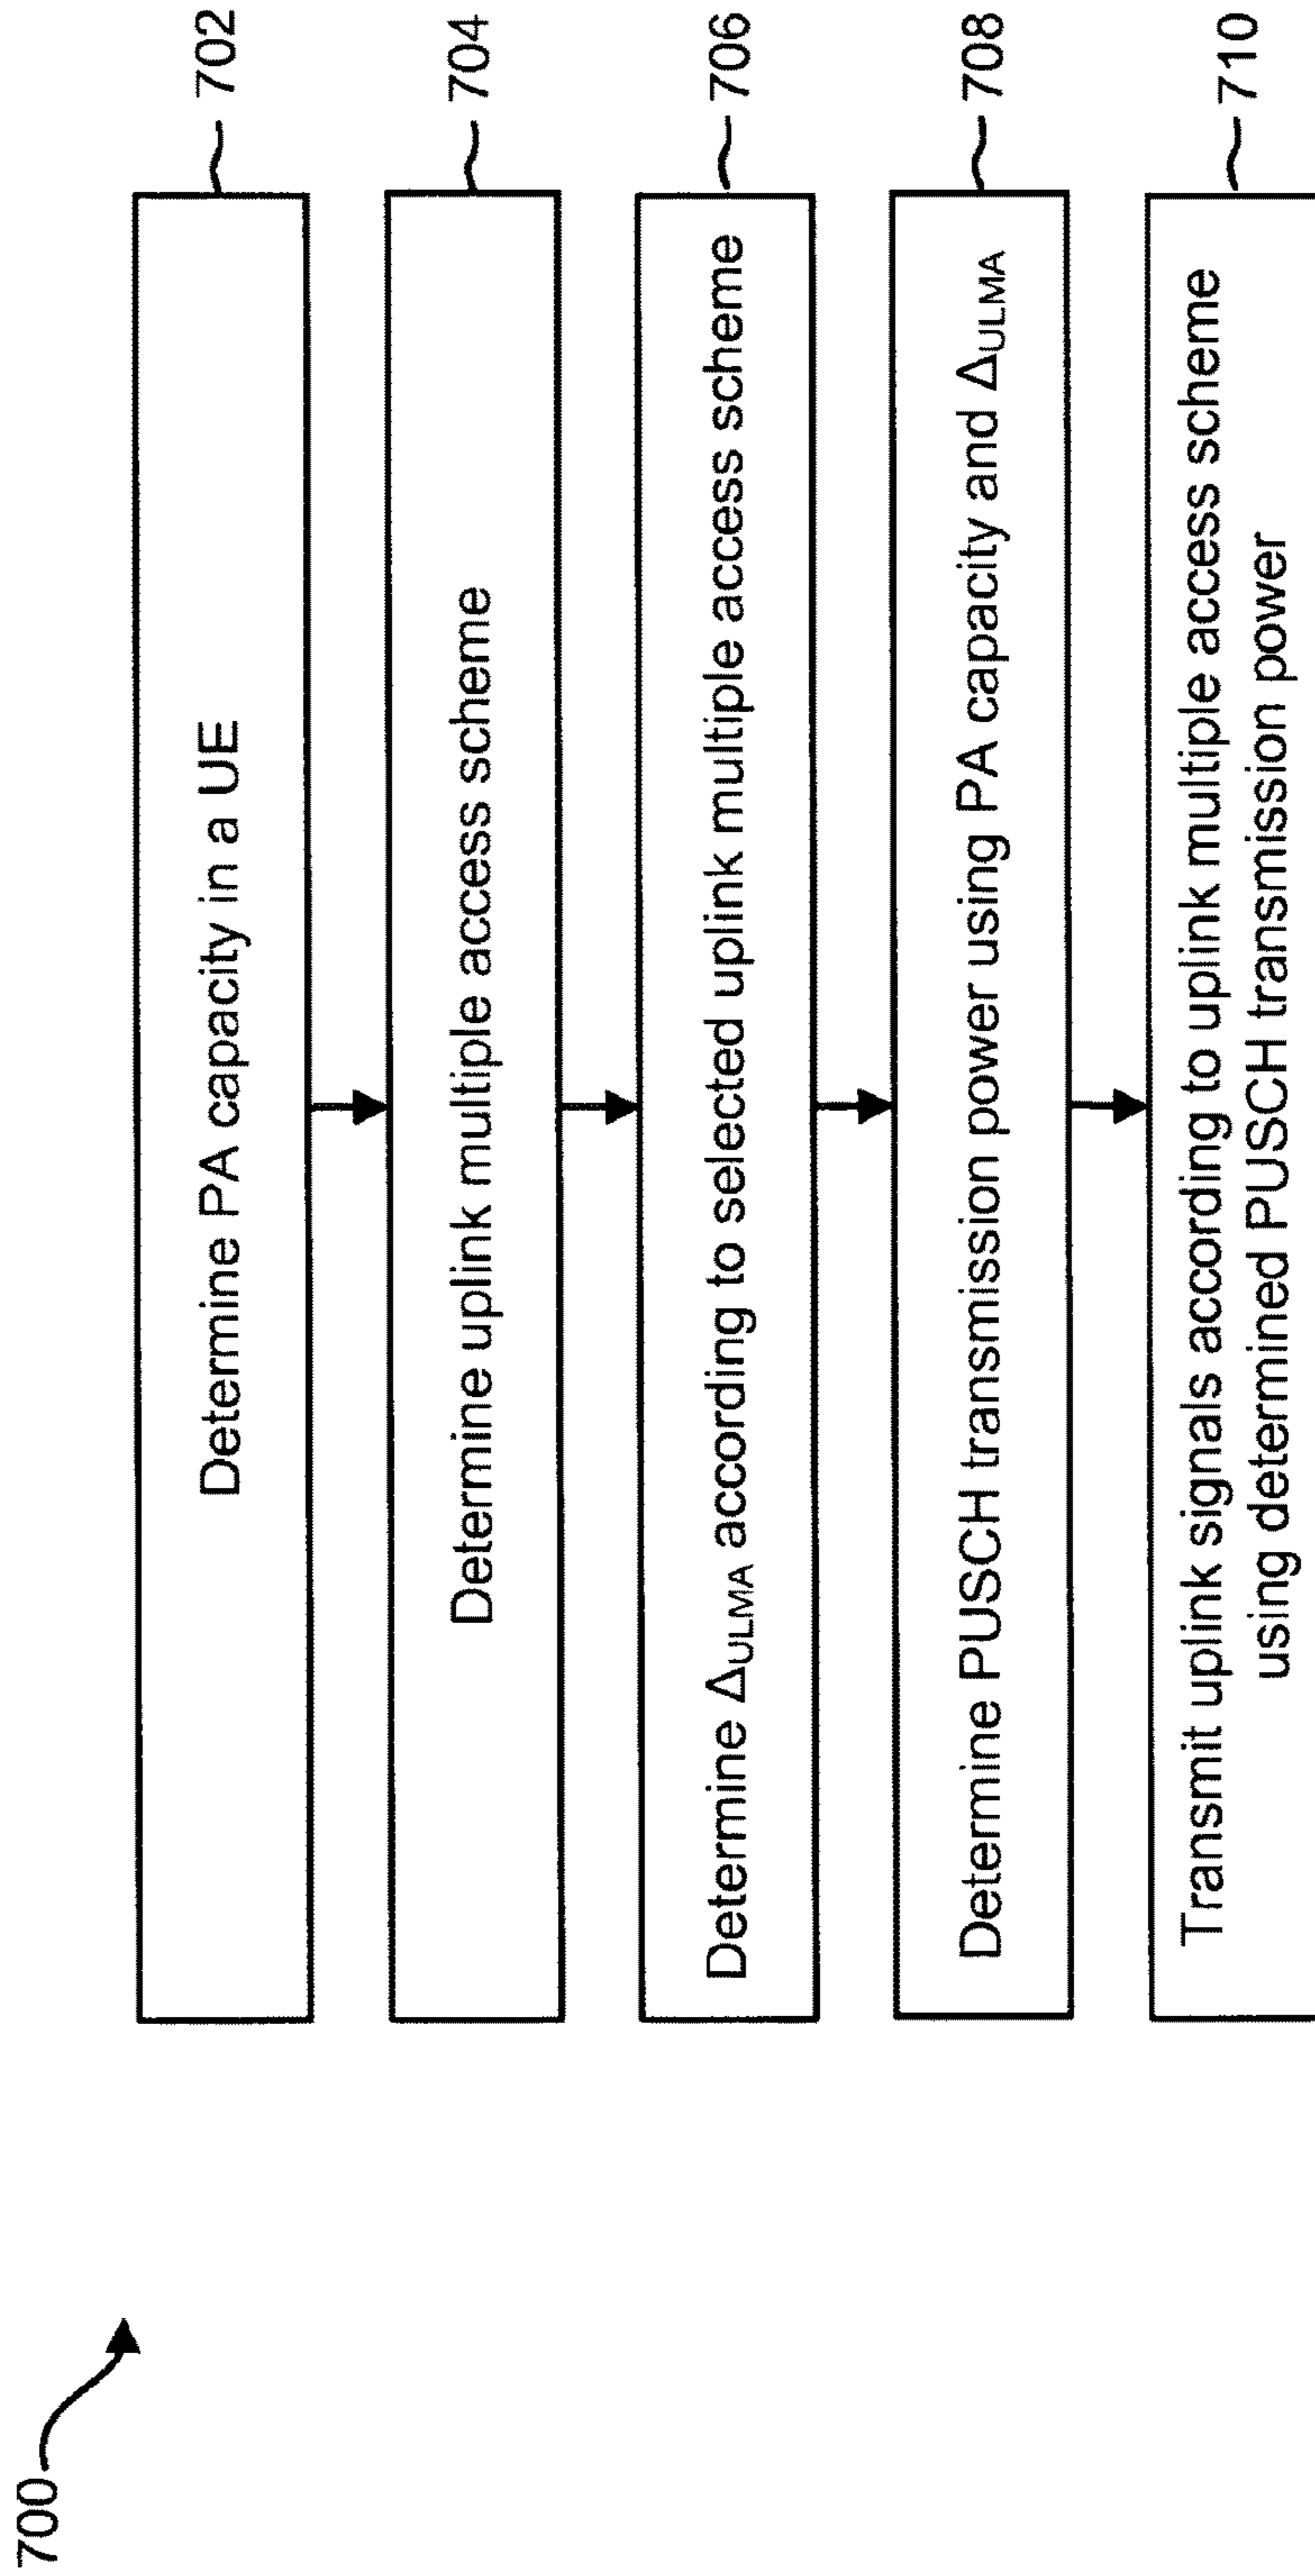 700
Determine PA capacity in a UE
702
Determine uplink multiple access scheme
704
Determine ΔULMA according to selected uplink multiple access scheme
706
Determine PUSCH transmission power using PA capacity and ΔULMA
708
Transmit uplink signals according to uplink multiple access scheme
using determined PUSCH transmission power
710